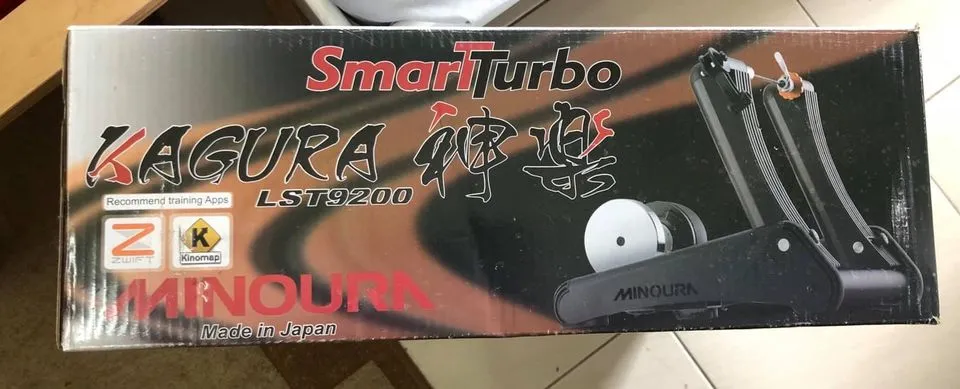 SmartTurbo
KAGURA 神楽
LST9200
Recommend training Apps
ZWIFT
K
Kinomap
MINOURA
Made in Japan
MINOURA